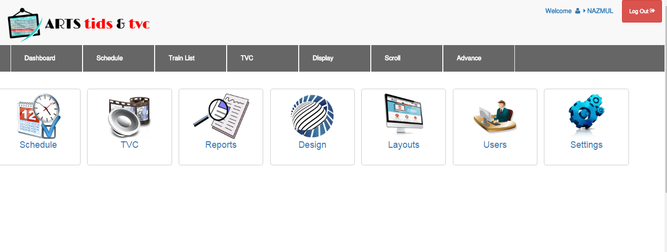 ARTS tids & tvc
Welcome NAZMUL
Log Out
Dashboard Schedule Train List TVC Display Scroll Advance
12
Schedule TVC Reports Design Layouts Users Settings